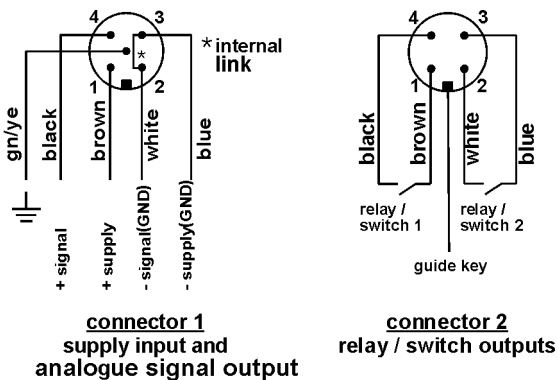 4 3
* internal
link
*
1 2
gn/ye
black
brown
white
blue
+ signal
+ supply
- signal(GND)
- supply(GND)
connector 1
supply input and
analogue signal output
4 3
1 2
black
brown
white
blue
relay /
switch 1
relay /
switch 2
guide key
connector 2
relay / switch outputs